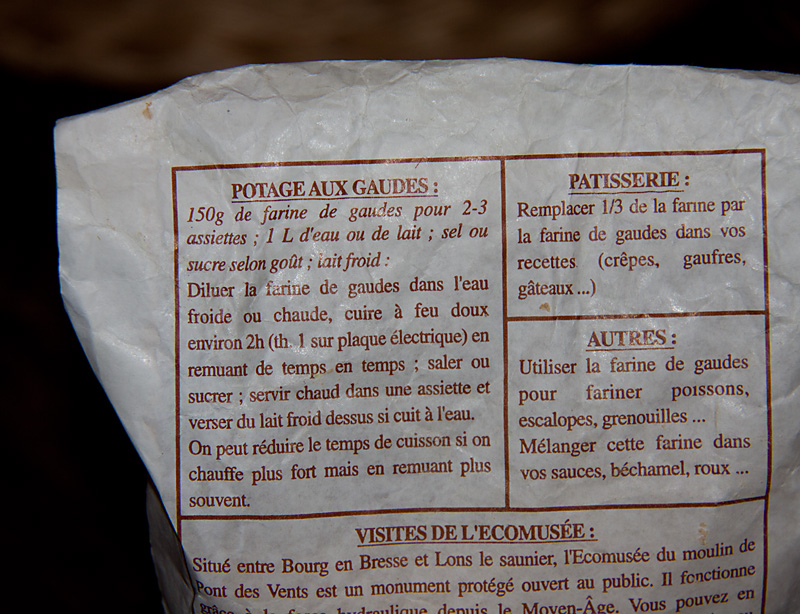 POTAGE AUX GAUDES :
150g de farine de gaudes pour 2-3
assiettes ; 1 L d'eau ou de lait ; sel ou
sucre selon goût ; lait froid :
Diluer la farine de gaudes dans l'eau
froide ou chaude, cuire à feu doux
environ 2h (th. 1 sur plaque électrique) en
remuant de temps en temps ; saler ou
sucrer ; servir chaud dans une assiette et
verser du lait froid dessus si cuit à l'eau.
On peut réduire le temps de cuisson si on
chauffe plus fort mais en remuant plus
souvent.
PATISSERIE :
Remplacer 1/3 de la farine par
la farine de gaudes dans vos
recettes (crêpes, gaufres,
gâteaux ...)
AUTRES :
Utiliser la farine de gaudes
pour fariner poissons,
escalopes, grenouilles ...
Mélanger cette farine dans
vos sauces, béchamel, roux ...
VISITES DE L'ECOMUSÉE :
Situé entre Bourg en Bresse et Lons le saunier, l'Ecomusée du moulin de
Pont des Vents est un monument protégé ouvert au public. Il fonctionne
grâce à la force hydraulique depuis le Moyen-Âge. Vous pouvez en